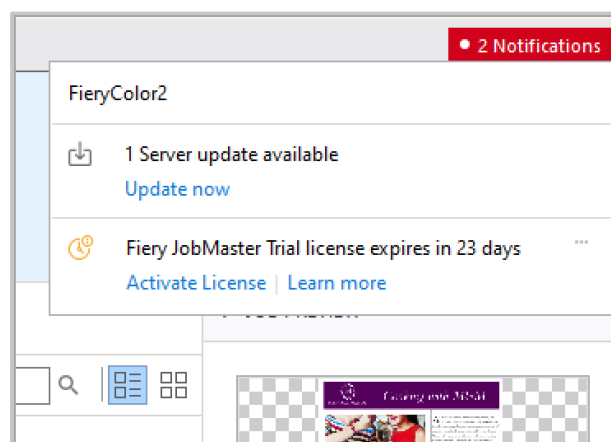 2 Notifications
FieryColor2
1 Server update available
Update now
Fiery JobMaster Trial license expires in 23 days
Activate License | Learn more